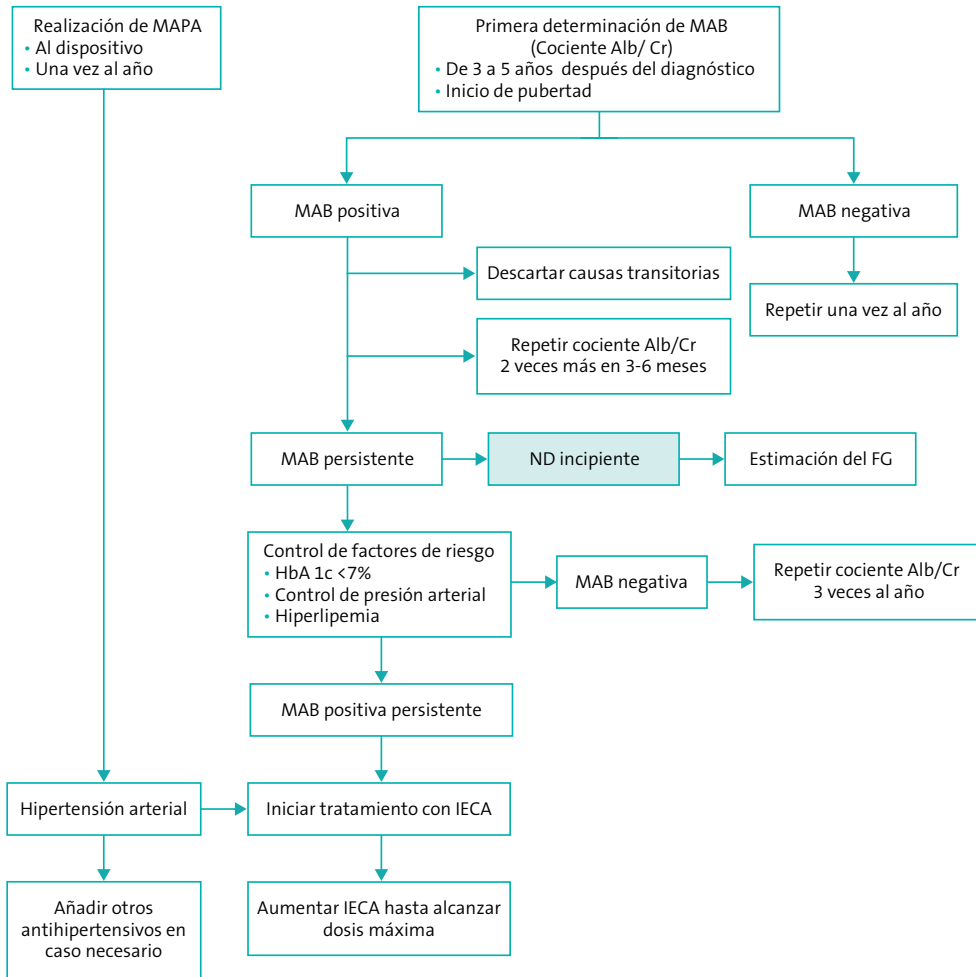 Realización de MAPA
• Al dispositivo
• Una vez al año
Primera determinación de MAB
(Cociente Alb/ Cr)
• De 3 a 5 años después del diagnóstico
• Inicio de pubertad
MAB positiva
MAB negativa
Descartar causas transitorias
Repetir una vez al año
Repetir cociente Alb/Cr
2 veces más en 3-6 meses
MAB persistente
ND incipiente
Estimación del FG
Control de factores de riesgo
• HbA 1c <7%
• Control de presión arterial
• Hiperlipemia
MAB negativa
Repetir cociente Alb/Cr
3 veces al año
MAB positiva persistente
Hipertensión arterial
Iniciar tratamiento con IECA
Añadir otros
antihipertensivos en
caso necesario
Aumentar IECA hasta alcanzar
dosis máxima